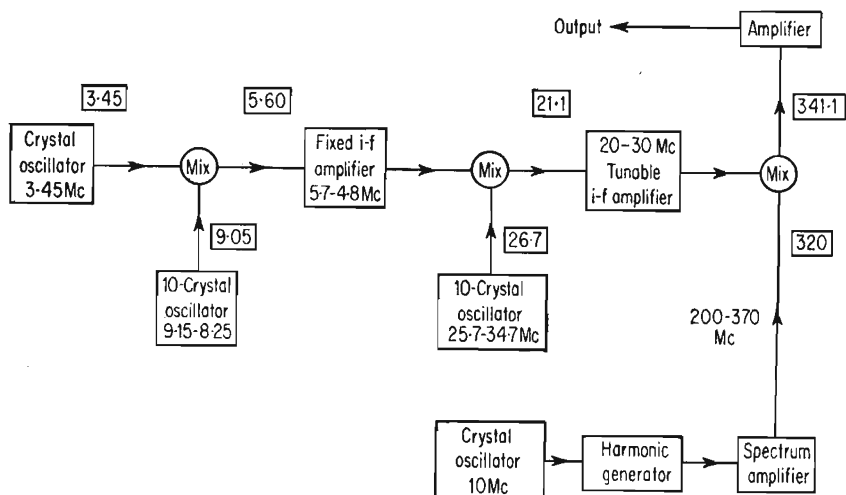 Output
Amplifier
3·45
5·60
21·1
341·1
Crystal
oscillator
3·45Mc
Mix
Fixed i-f
amplifier
5·7-4·8Mc
Mix
20-30 Mc
Tunable
i-f amplifier
Mix
9·05
26·7
320
10-Crystal
oscillator
9·15-8·25
10-Crystal
oscillator
25·7-34·7Mc
200-370
Mc
Crystal
oscillator
10Mc
Harmonic
generator
Spectrum
amplifier